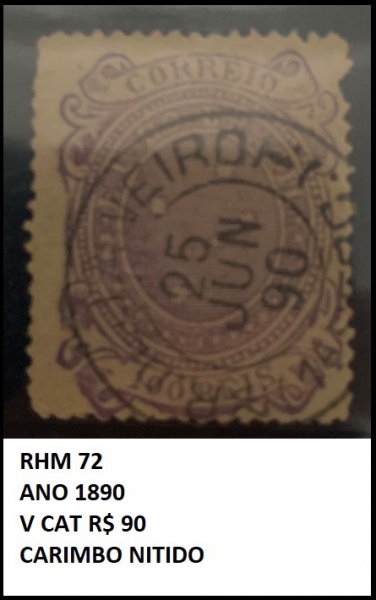 CORREIO
25
JUN
90
RHM 72
ANO 1890
V CAT R$ 90
CARIMBO NITIDO